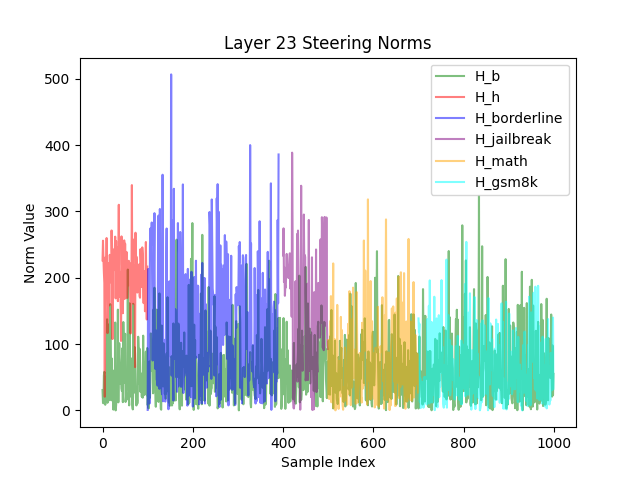 Layer 23 Steering Norms
Norm Value
500
400
300
200
100
0
H_b
H_h
H_borderline
H_jailbreak
H_math
H_gsm8k
0
200
400
600
800
1000
Sample Index